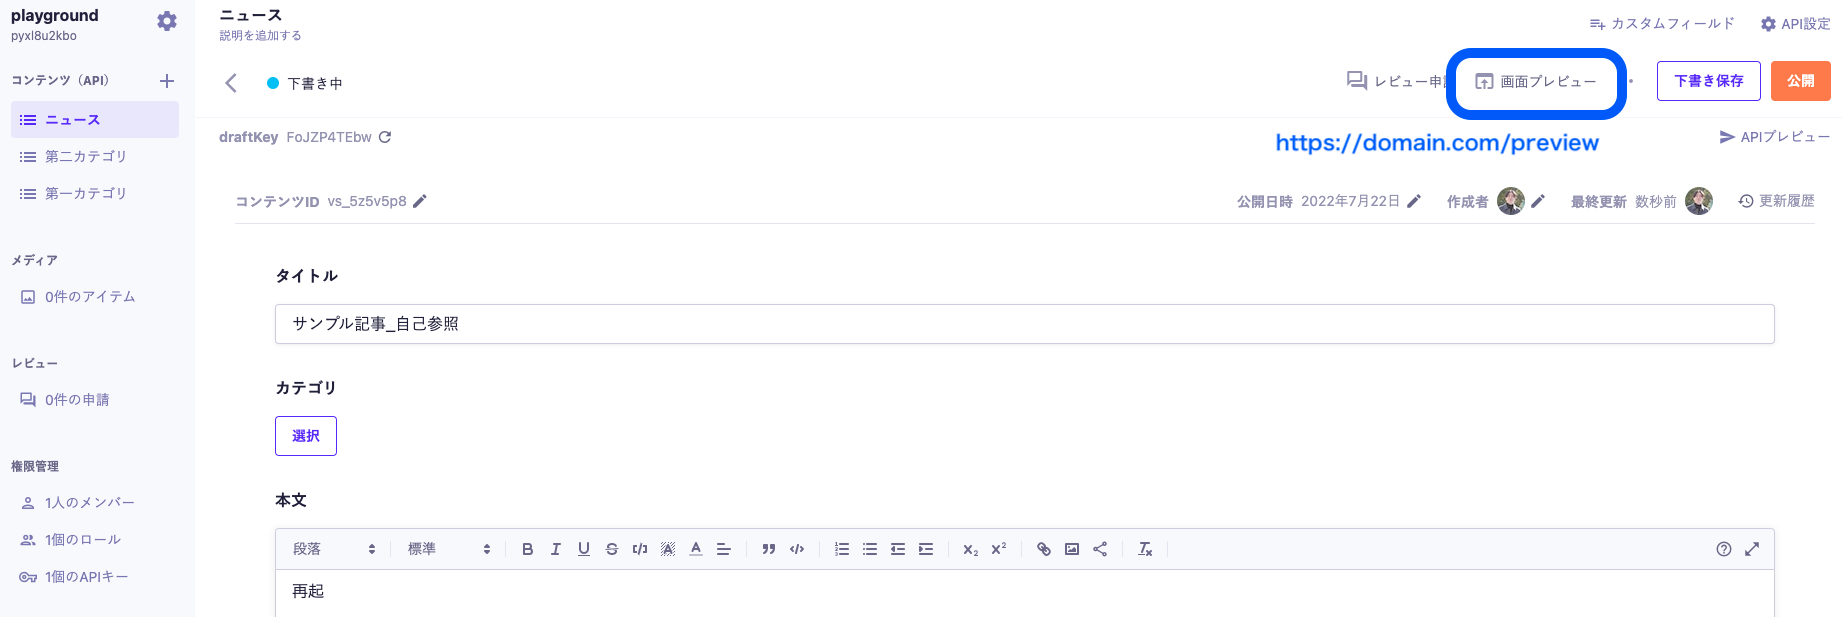 playground
pyxl8u2kbo
コンテンツ（API）
ニュース
第二カテゴリ
第一カテゴリ
メディア
0件のアイテム
レビュー
0件の申請
権限管理
1人のメンバー
1個のロール
1個のAPIキー
ニュース
説明を追加する
カスタムフィールド
API設定
下書き中
レビュー申
画面プレビュー
下書き保存
公開
draftKey FoJZP4TEbw
https://domain.com/preview
APIプレビュー
コンテンツID vs_5z5v5p8
公開日時 2022年7月22日
作成者
最終更新 数秒前
更新履歴
タイトル
サンプル記事_自己参照
カテゴリ
選択
本文
段落
標準
再起